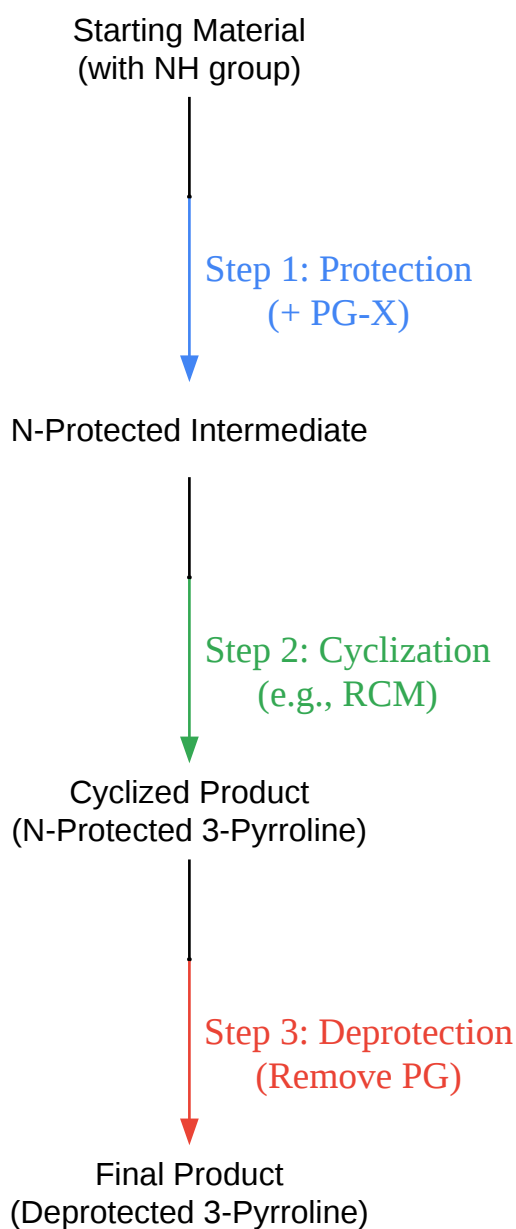 Starting Material
(with NH group)
Step 1: Protection
(+ PG-X)
N-Protected Intermediate
Step 2: Cyclization
(e.g., RCM)
Cyclized Product
(N-Protected 3-Pyrroline)
Step 3: Deprotection
(Remove PG)
Final Product
(Deprotected 3-Pyrroline)